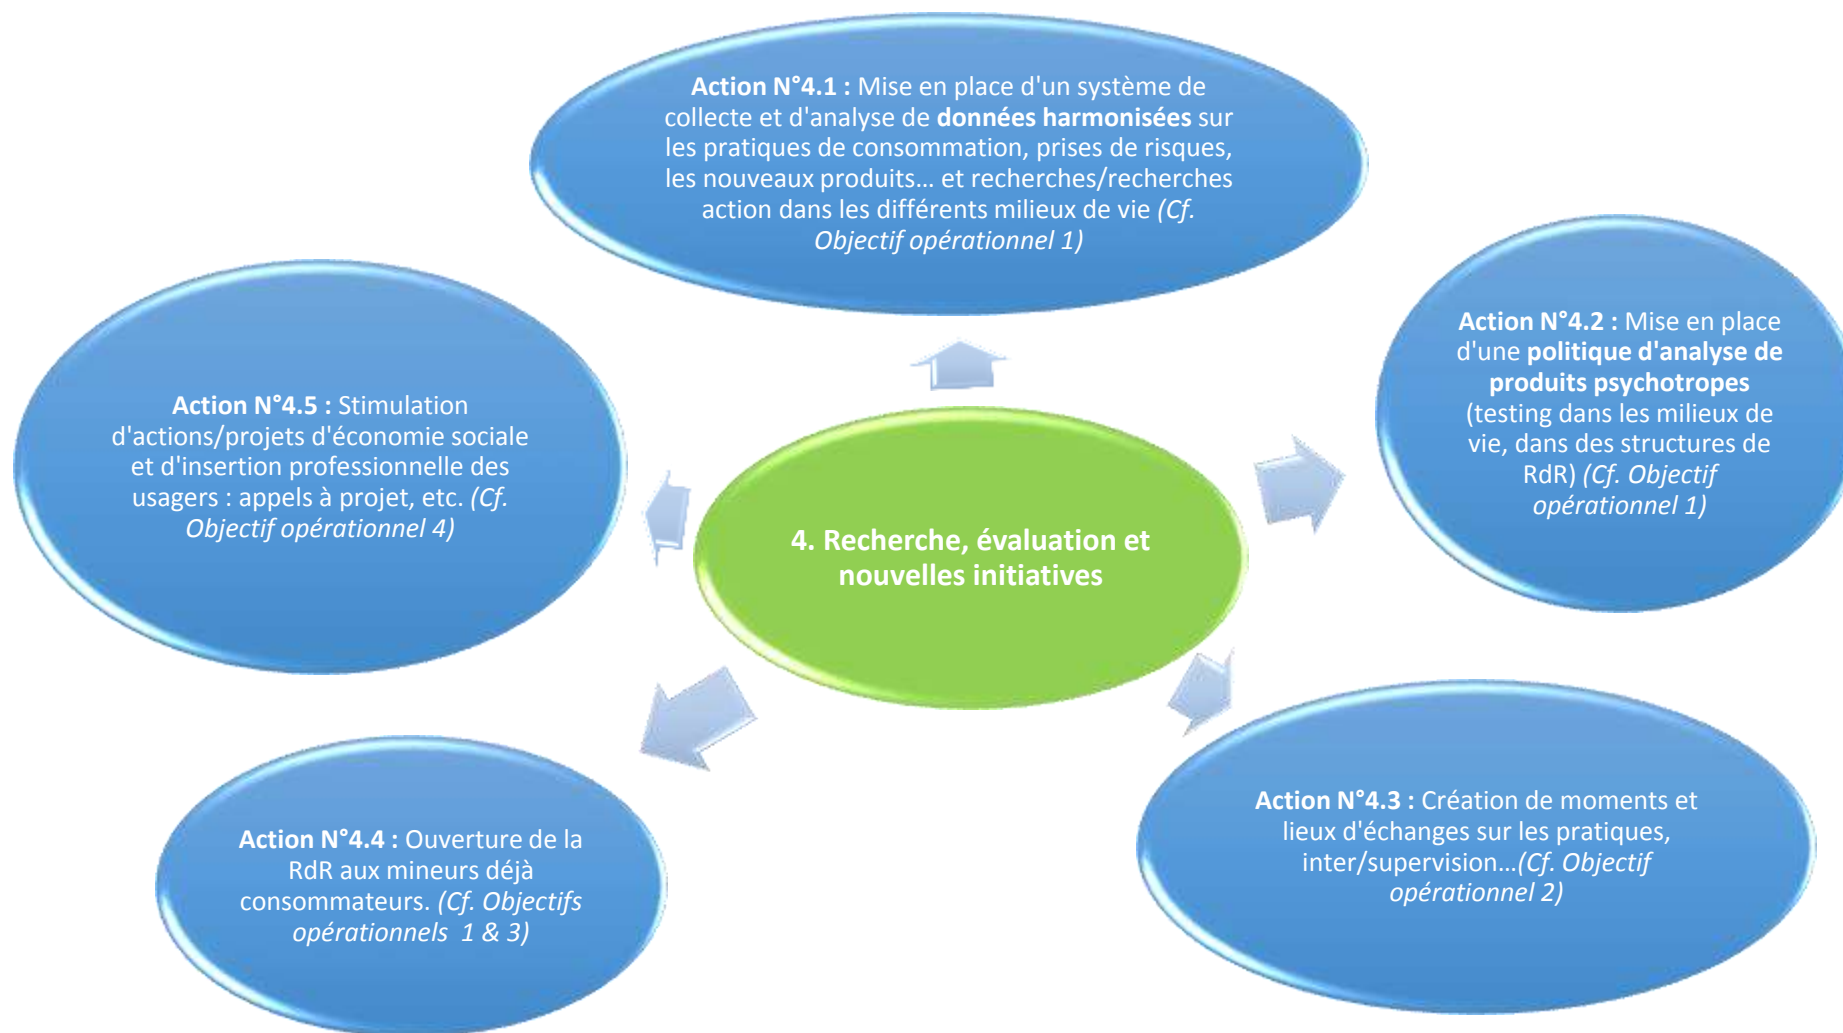 Action N°4.1 : Mise en place d'un système de
collecte et d'analyse de données harmonisées sur
les pratiques de consommation, prises de risques,
les nouveaux produits… et recherches/recherches
action dans les différents milieux de vie (Cf.
Objectif opérationnel 1)
Action N°4.2 : Mise en place
d'une politique d'analyse de
produits psychotropes
(testing dans les milieux de
vie, dans des structures de
RdR) (Cf. Objectif
opérationnel 1)
Action N°4.5 : Stimulation
d'actions/projets d'économie sociale
et d'insertion professionnelle des
usagers : appels à projet, etc. (Cf.
Objectif opérationnel 4)
4. Recherche, évaluation et
nouvelles initiatives
Action N°4.3 : Création de moments et
lieux d'échanges sur les pratiques,
inter/supervision…(Cf. Objectif
opérationnel 2)
Action N°4.4 : Ouverture de la
RdR aux mineurs déjà
consommateurs. (Cf. Objectifs
opérationnels 1 & 3)